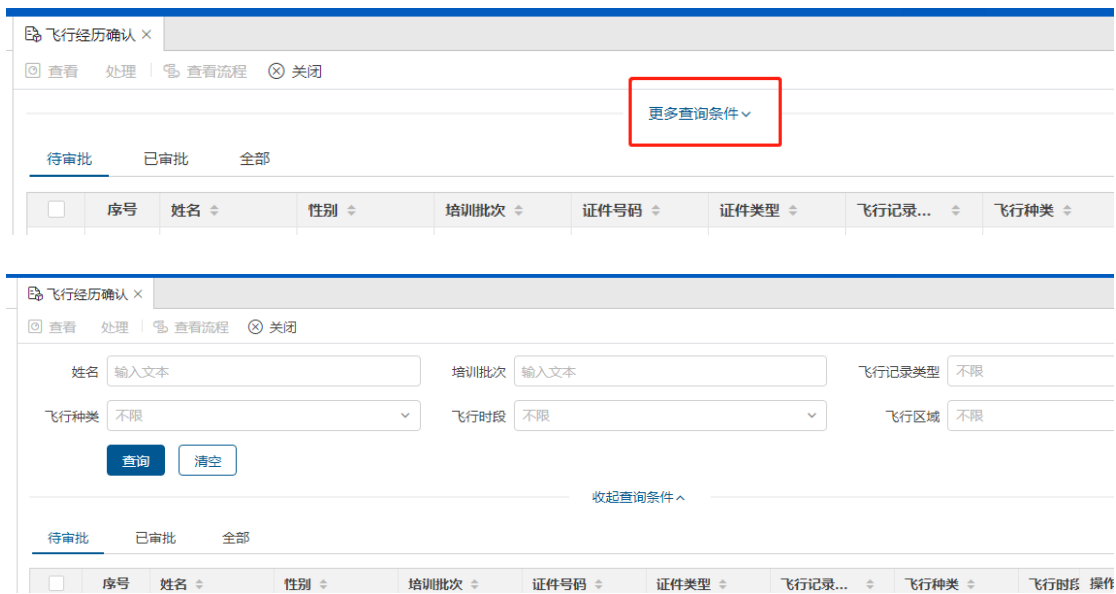 飞行经历确认 ×
查看 处理 查看流程 关闭
更多查询条件
待审批 已审批 全部
序号 姓名 性别 培训批次 证件号码 证件类型 飞行记录... 飞行种类
飞行经历确认 ×
查看 处理 查看流程 关闭
姓名 输入文本 培训批次 输入文本 飞行记录类型 不限
飞行种类 不限 飞行时段 不限 飞行区域 不限
查询 清空
收起查询条件
待审批 已审批 全部
序号 姓名 性别 培训批次 证件号码 证件类型 飞行记录... 飞行种类 飞行时段 操作